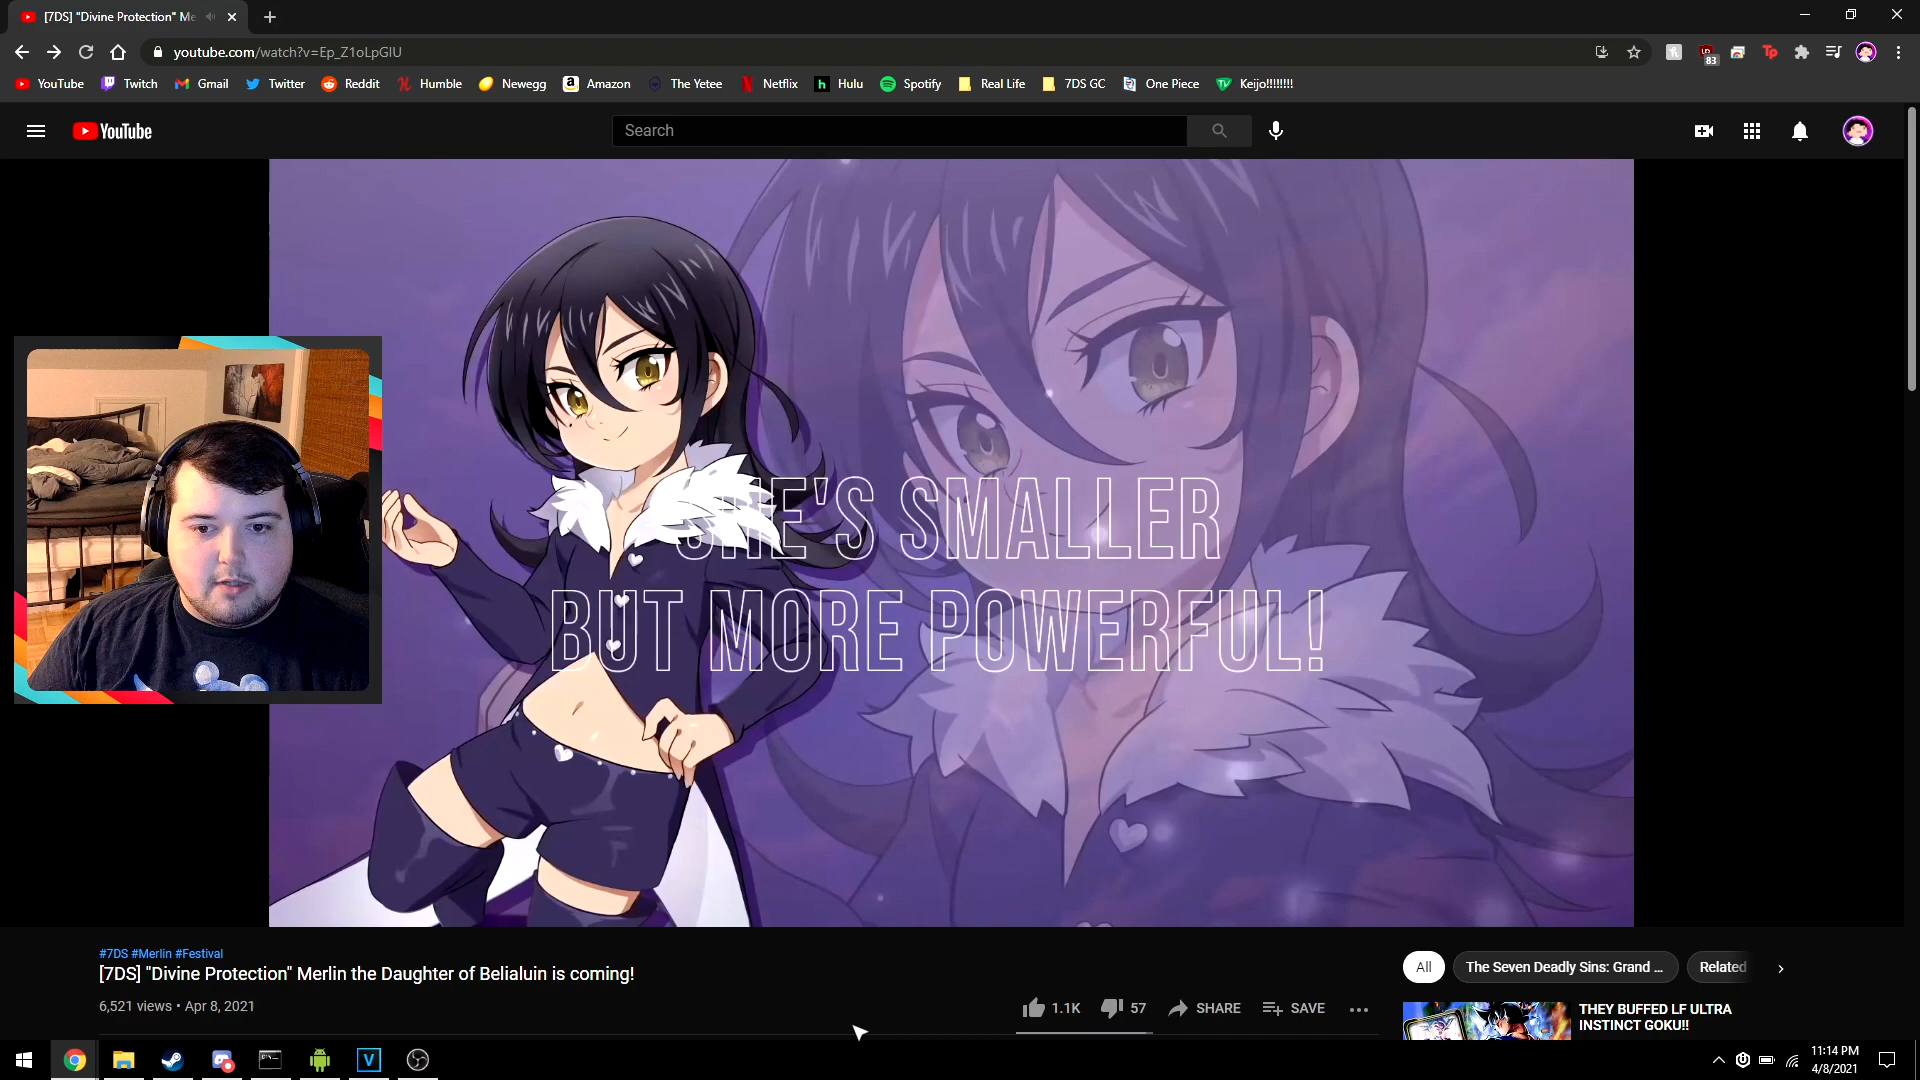 [7DS] "Divine Protection" Me
youtube.com/watch?v=Ep_Z1oLpGlU
83
YouTube Twitch Gmail Twitter Reddit Humble Newegg Amazon The Yetee Netflix Hulu Spotify Real Life 7DS GC One Piece Keijo!!!!!!!!
YouTube
Search
SHE'S SMALLER
BUT MORE POWERFUL!
#7DS #Merlin #Festival
[7DS] "Divine Protection" Merlin the Daughter of Belialuin is coming!
6,521 views • Apr 8, 2021
1.1K 57 SHARE SAVE
All The Seven Deadly Sins: Grand ... Related
THEY BUFFED LF ULTRA
INSTINCT GOKU!!
11:14 PM
4/8/2021